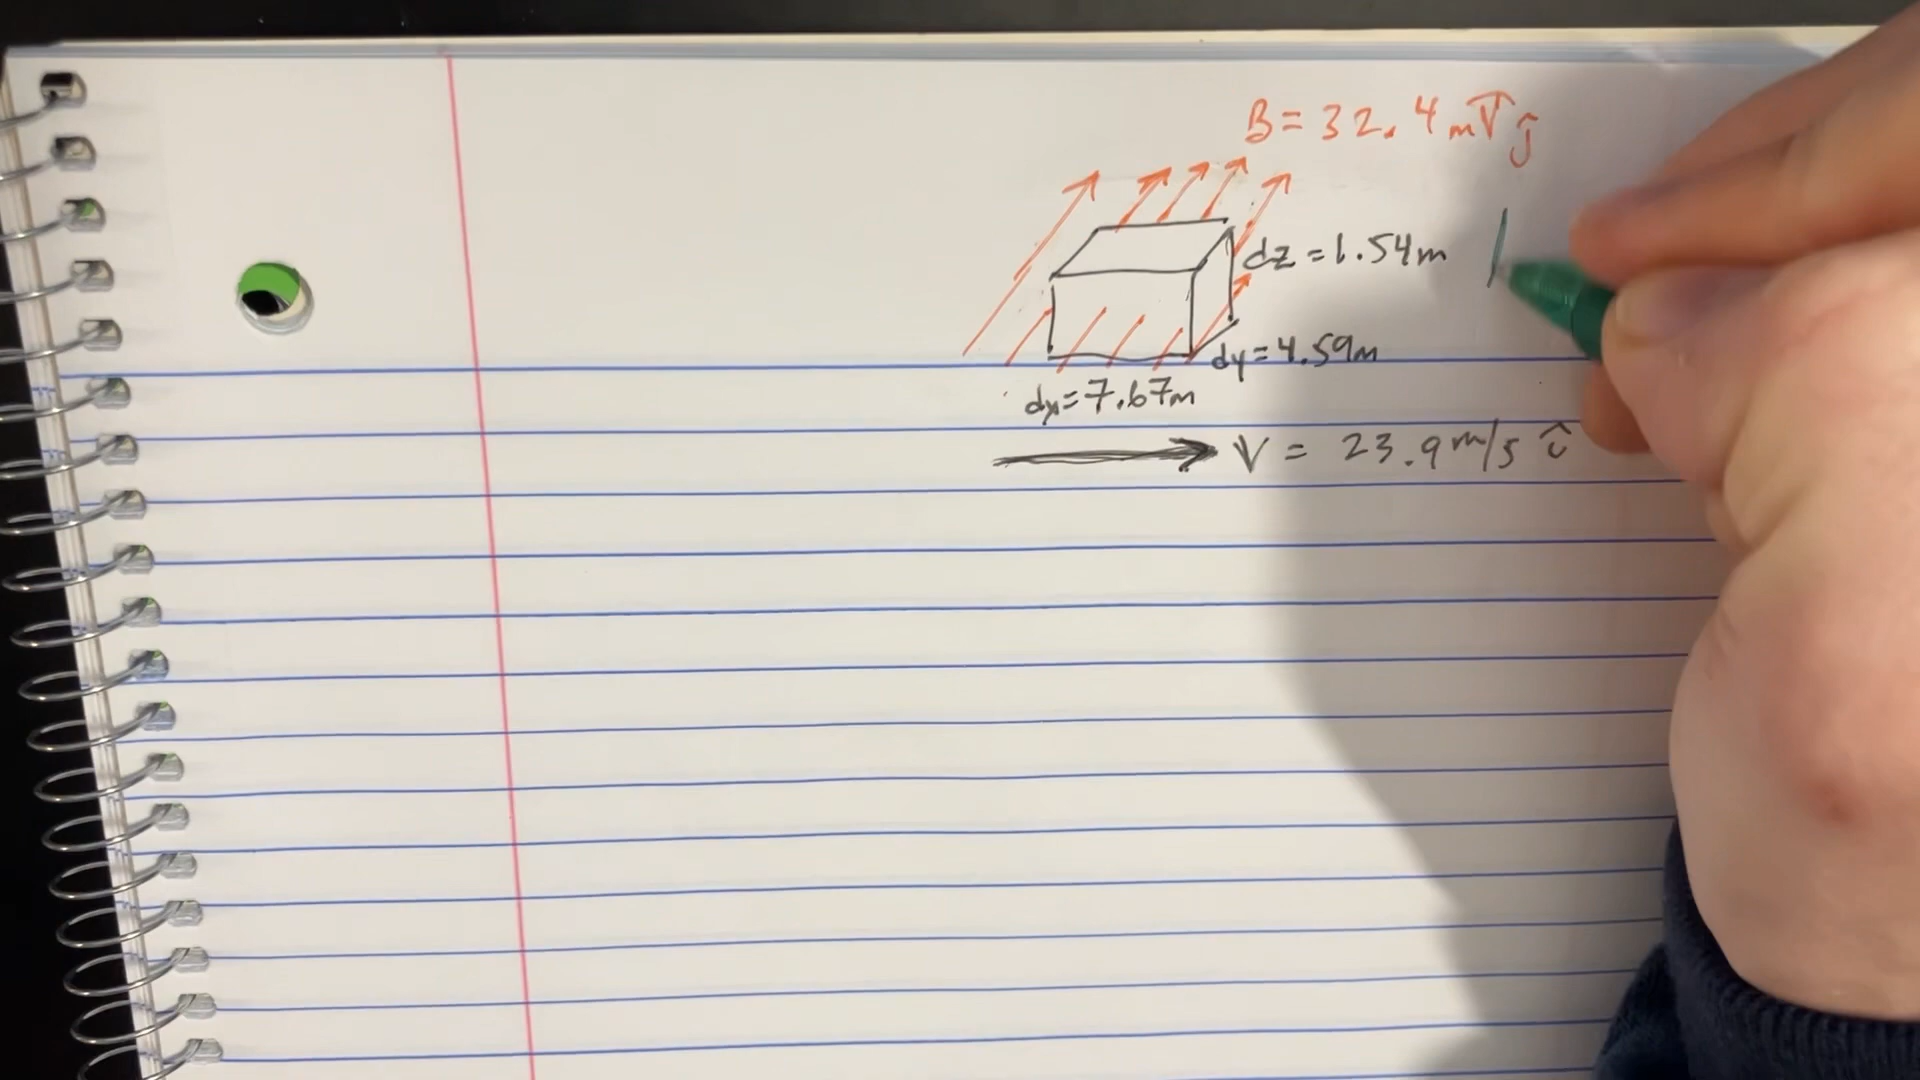 B = 32.4 mT ĵ
dz = 1.54m
dy = 4.59m
dx = 7.67m
V = 23.9 m/s î